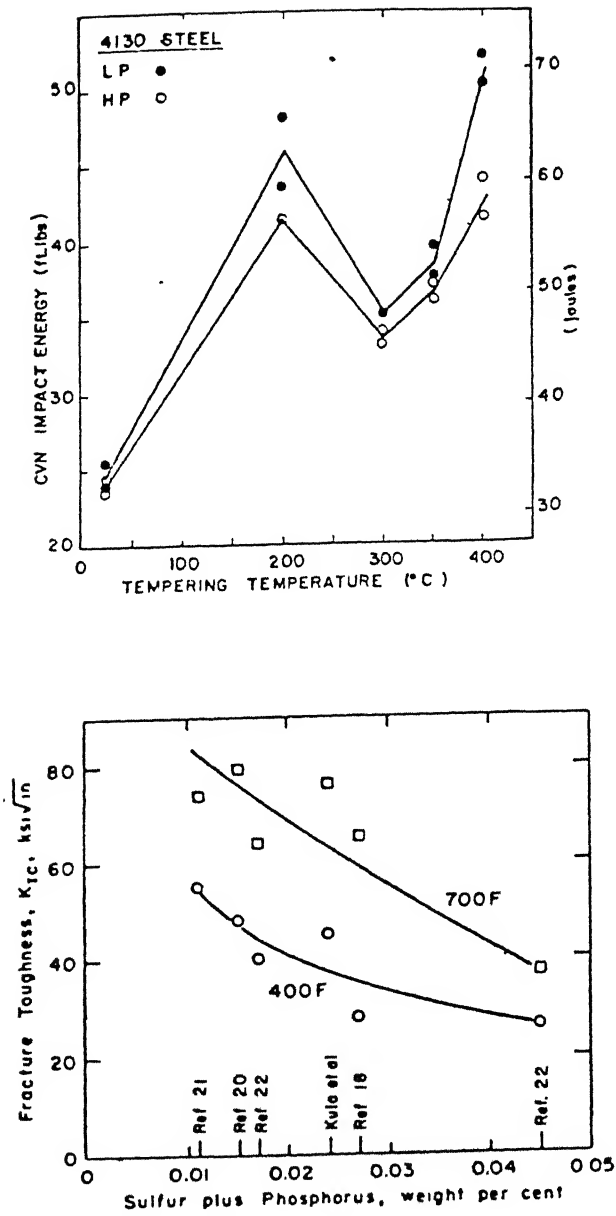 4130 STEEL
LP ●
HP ○
CVN IMPACT ENERGY (ft.lbs)
50
40
30
20
70
60
50
40
30
(joules)
0 100 200 300 400
TEMPERING TEMPERATURE (°C)
Fracture Toughness, KIC, ksi√in
80
60
40
20
0
700F
400F
Ref 21
Ref 20
Ref 22
Kula et al
Ref 18
Ref. 22
0 0.01 0.02 0.03 0.04 0.05
Sulfur plus Phosphorus, weight per cent